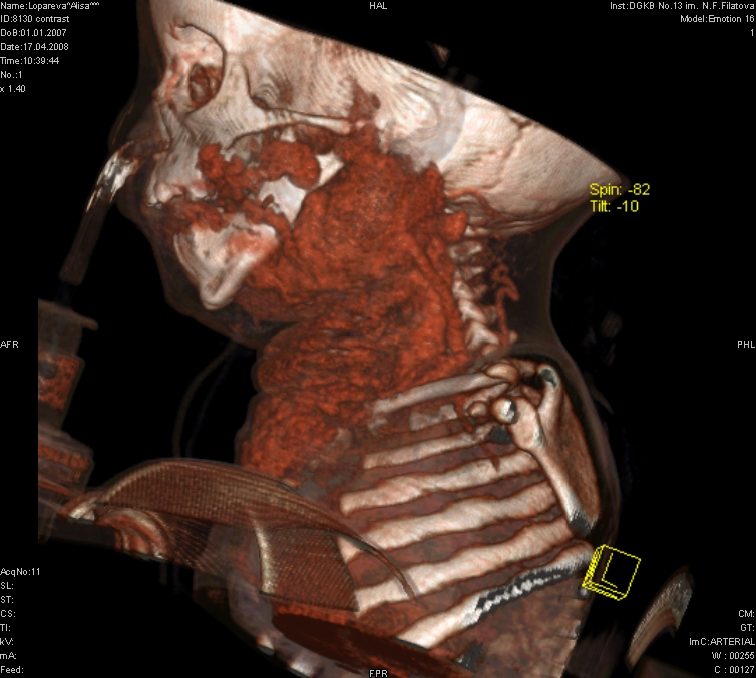 Name:Lopareva^Alisa^^^
ID:8130 contrast
DoB:01.01.2007
Date:17.04.2008
Time:10:39:44
No.:1
x 1.40
HAL
Inst:DGKB No.13 im. N.F.Filatova
Model:Emotion 16
1
Spin: -82
Tilt: -10
AFR
PHL
AcqNo:11
SL:
ST:
CS:
TI:
kV:
mA:
Feed:
FPR
CM:
GT:
ImC:ARTERIAL
W : 00255
C : 00127